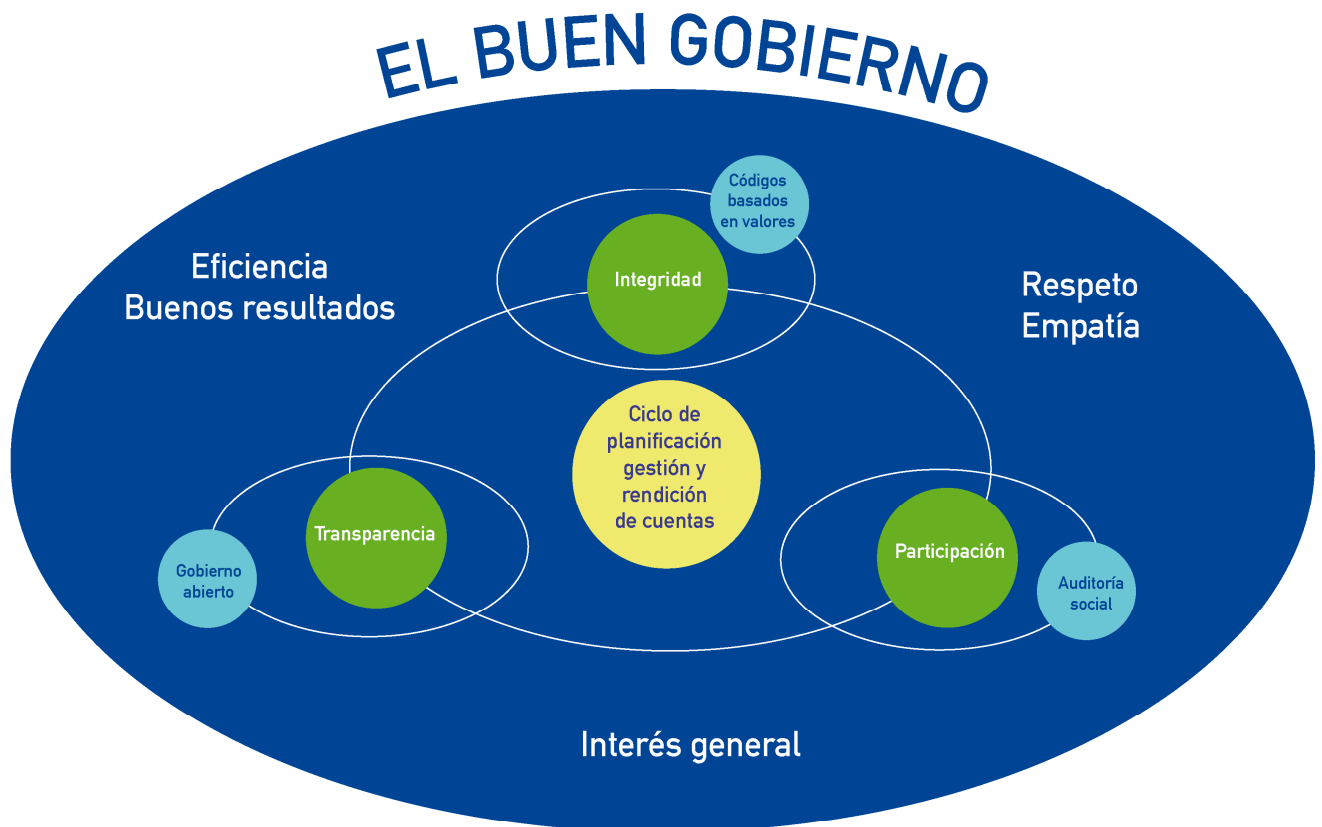 EL BUEN GOBIERNO
Códigos
basados
en valores
Eficiencia
Buenos resultados
Integridad
Respeto
Empatía
Ciclo de
planificación
gestión y
rendición
de cuentas
Transparencia
Participación
Gobierno
abierto
Auditoría
social
Interés general